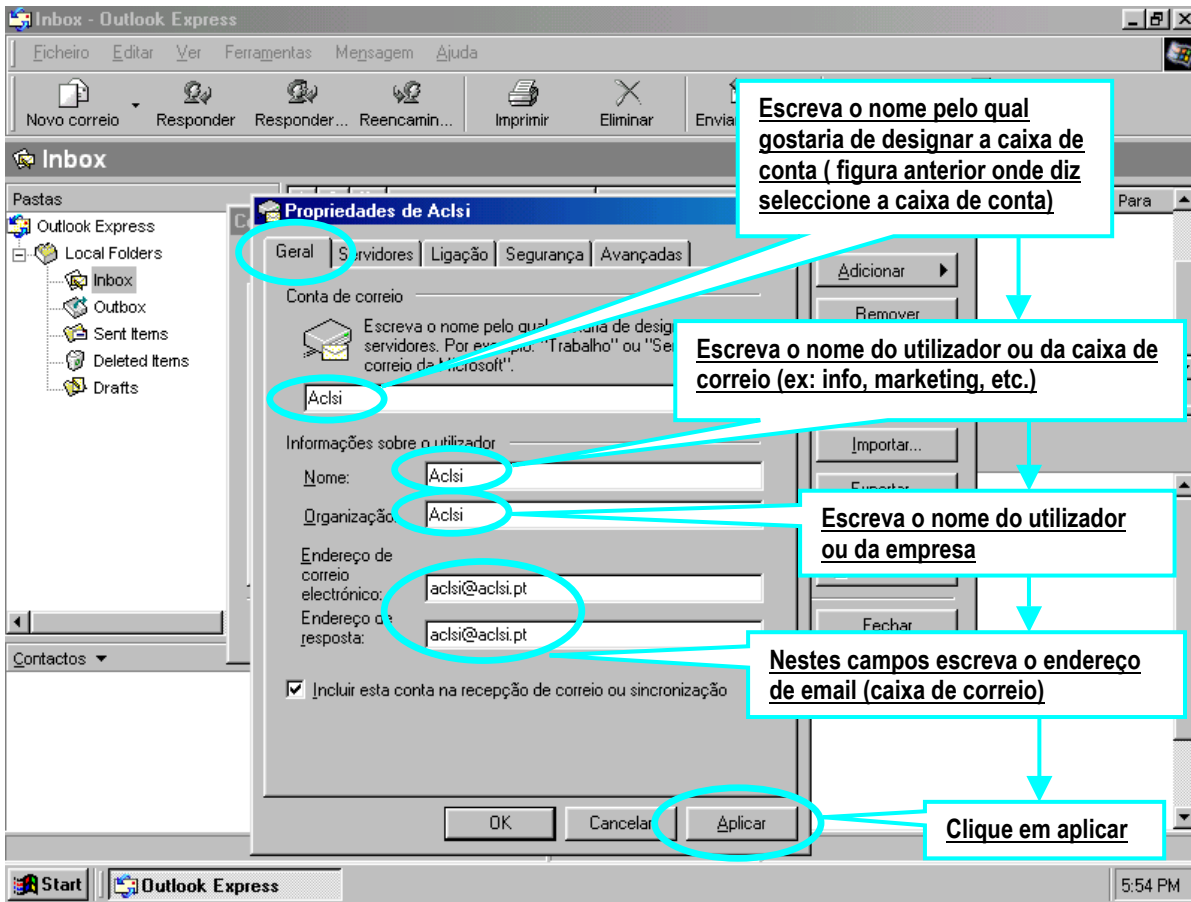 Inbox - Outlook Express
Ficheiro Editar Ver Ferramentas Mensagem Ajuda
Novo correio Responder Responder... Reencamin... Imprimir Eliminar
Inbox
Pastas
Outlook Express
Local Folders
Inbox
Outbox
Sent Items
Deleted Items
Drafts
Contactos
Para
Propriedades de Aclsi
Geral Servidores Ligação Segurança Avançadas
Conta de correio
Escreva o nome pelo qual
servidores. Por "Trabalho" ou
correio da Microsoft".
Aclsi
Informações sobre o utilizador
Nome: Aclsi
Organização: Aclsi
Endereço de
correio
electrónico: aclsi@aclsi.pt
Endereço de
resposta: aclsi@aclsi.pt
Incluir esta conta na recepção de correio ou sincronização
OK Cancelar Aplicar
Adicionar
Remover
Importar...
Exportar...
Fechar
Escreva o nome pelo qual
gostaria de designar a caixa de
conta ( figura anterior onde diz
seleccione a caixa de conta)
Escreva o nome do utilizador ou da caixa de
correio (ex: info, marketing, etc.)
Escreva o nome do utilizador
ou da empresa
Nestes campos escreva o endereço
de email (caixa de correio)
Clique em aplicar
Start Outlook Express 5:54 PM